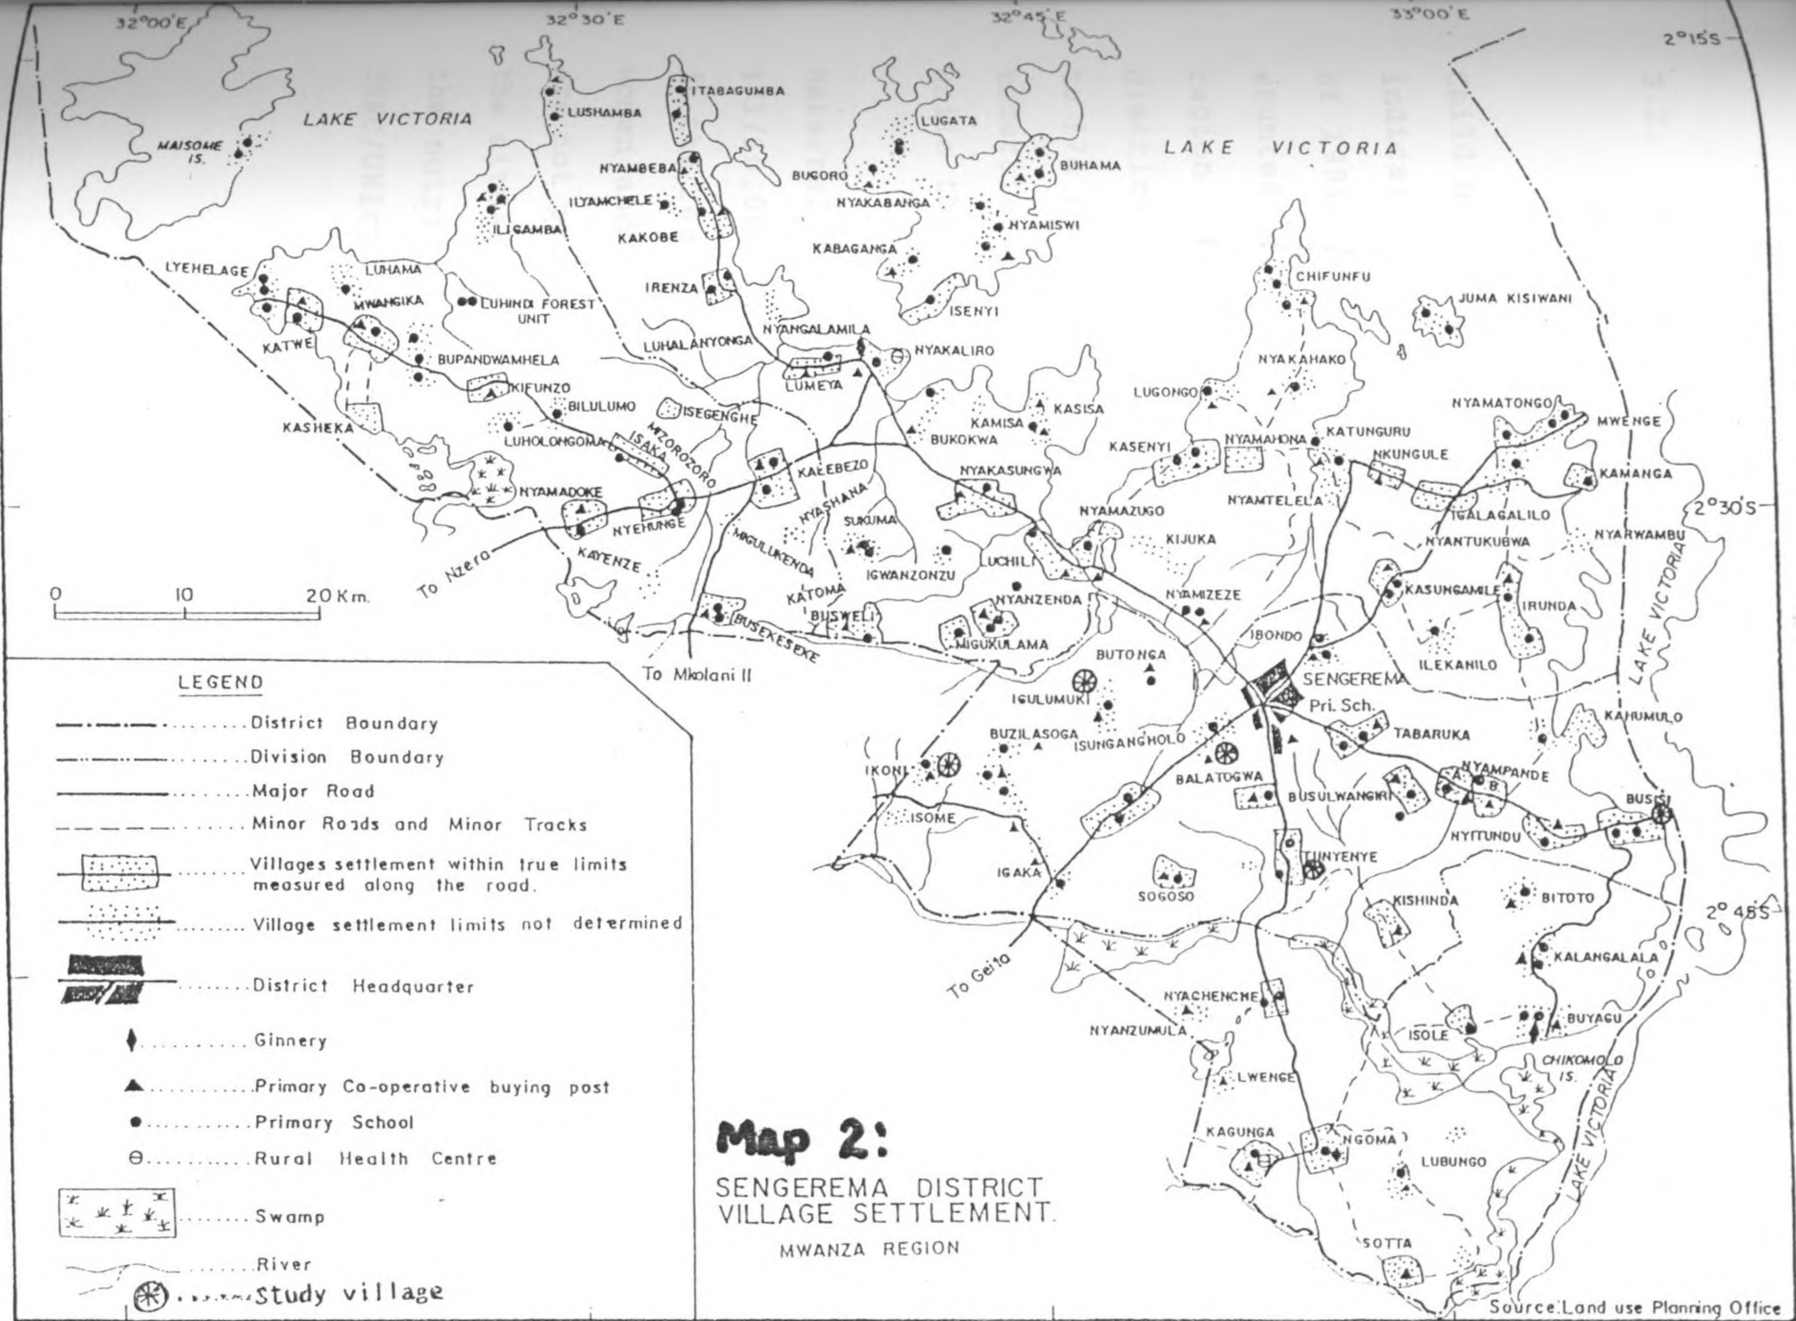 32°00'E
32°30'E
32°45'E
33°00'E
2°15'S
LAKE VICTORIA
MAISOME
IS.
LUSHAMBA
ITABAGUMBA
LUGATA
BUHAMA
LAKE VICTORIA
NYAMBEBA
BUGORO
ILYAMCHELE
NYAKABANGA
ILIGAMBA
KAKOBE
KABAGANGA
NYAMISWI
LYEHELAGE
LUHAMA
IRENZA
CHIFUNFU
MWANGIKA
LUHINDI FOREST
UNIT
ISENYI
JUMA KISIWANI
KATWE
LUHALANYONGA
NYANGALAMILA
NYAKALIRO
NYAKAHAKO
BUPANDWAMHELA
KIFUNZO
LUMEYA
LUGONGO
BILULUMO
ISEGENGHE
KASISA
NYAMATONGO
MWENGE
KASHEKA
LUHOLONGOMA
MIZOROZORO
ISAKA
KAMISA
BUKOKWA
KASENYI
NYAMAHONA
KATUNGURU
NKUNGULE
KALEBEZO
NYAKASUNGWA
KAMANGA
NYAMADOKE
NYEHUNGE
NYASHANA
NYAMAZUGO
NYAMTELELA
IGALAGALILO
2°30'S
SUKUMA
MIGULUKENDA
KIJUKA
NYANTUKUBWA
NYARWAMBU
KAYENZE
IGWANZONZU
LUCHILI
To Nzera
KATOMA
NYANZENDA
NYAMIZEZE
KASUNGAMILE
IRUNDA
LAKE VICTORIA
0 10 20 Km.
BUSEKESEKE
BUSWELI
MIGUKULAMA
BUTONGA
IBONDO
ILEKANILO
To Mkolani II
SENGEREMA
Pri. Sch.
IGULUMUKI
KAHUMULO
BUZILASOGA
ISUNGANGHOLO
TABARUKA
IKONI
BALATOGWA
BUSULWANGIRI
NYAMPANDE
A
B
BUSISI
ISOME
NYITUNDU
IGAKA
SOGOSO
TUNYENYE
KISHINDA
BITOTO
2°45'S
To Geita
KALANGALALA
NYACHENCHE
NYANZUMULA
ISOLE
BUYAGU
LWENGE
CHIKOMOLO
IS.
LAKE VICTORIA
KAGUNGA
NGOMA
LUBUNGO
SOTTA
LEGEND
District Boundary
Division Boundary
Major Road
Minor Roads and Minor Tracks
Villages settlement within true limits
measured along the road.
Village settlement limits not determined
District Headquarter
Ginnery
Primary Co-operative buying post
Primary School
Rural Health Centre
Swamp
River
Study village
Map 2:
SENGEREMA DISTRICT
VILLAGE SETTLEMENT.
MWANZA REGION
Source: Land use Planning Office